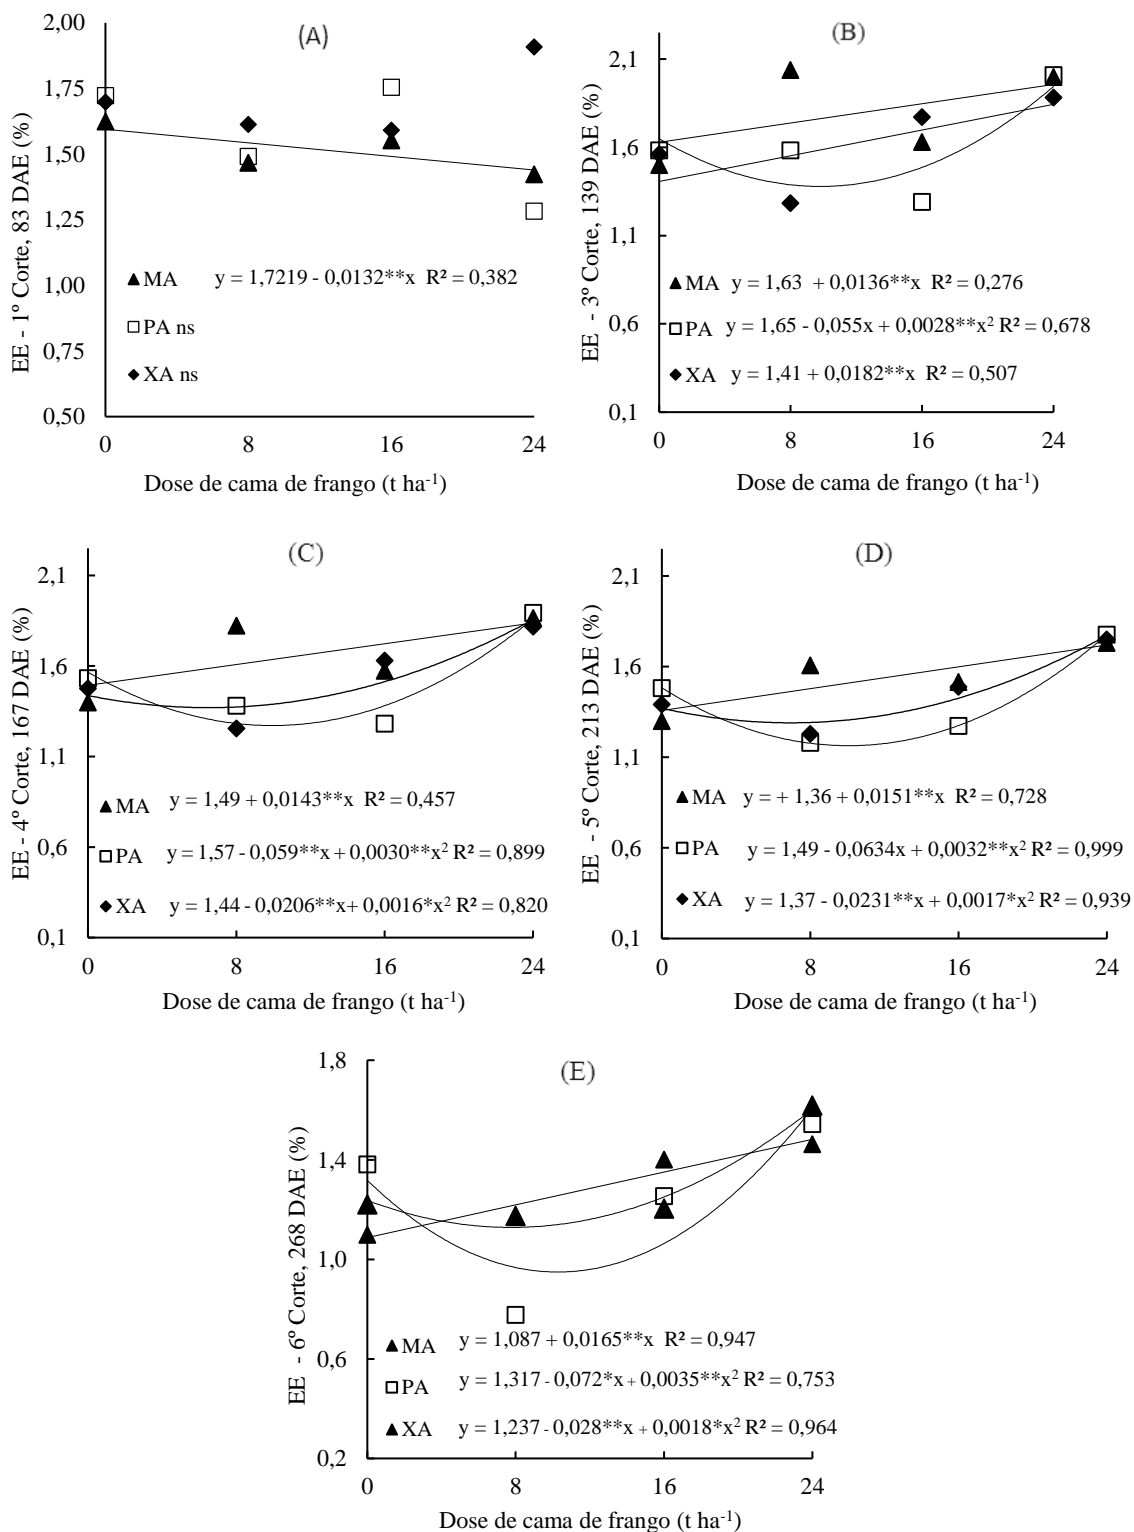 (A)
EE - 1º Corte, 83 DAE (%)
2,00
1,75
1,50
1,25
1,00
0,75
0,50
▲ MA y = 1,7219 - 0,0132**x R² = 0,382
□ PA ns
◆ XA ns
0 8 16 24
Dose de cama de frango (t ha⁻¹)
(B)
EE - 3º Corte, 139 DAE (%)
2,1
1,6
1,1
0,6
0,1
▲ MA y = 1,63 + 0,0136**x R² = 0,276
□ PA y = 1,65 - 0,055x + 0,0028**x² R² = 0,678
◆ XA y = 1,41 + 0,0182**x R² = 0,507
0 8 16 24
Dose de cama de frango (t ha⁻¹)
(C)
EE - 4º Corte, 167 DAE (%)
2,1
1,6
1,1
0,6
0,1
▲ MA y = 1,49 + 0,0143**x R² = 0,457
□ PA y = 1,57 - 0,059**x + 0,0030**x² R² = 0,899
◆ XA y = 1,44 - 0,0206**x+ 0,0016*x² R² = 0,820
0 8 16 24
Dose de cama de frango (t ha⁻¹)
(D)
EE - 5º Corte, 213 DAE (%)
2,1
1,6
1,1
0,6
0,1
▲ MA y = + 1,36 + 0,0151**x R² = 0,728
□ PA y = 1,49 - 0,0634x + 0,0032**x² R² = 0,999
◆ XA y = 1,37 - 0,0231**x + 0,0017*x² R² = 0,939
0 8 16 24
Dose de cama de frango (t ha⁻¹)
(E)
EE - 6º Corte, 268 DAE (%)
1,8
1,4
1,0
0,6
0,2
▲ MA y = 1,087 + 0,0165**x R² = 0,947
□ PA y = 1,317 - 0,072*x + 0,0035**x² R² = 0,753
▲ XA y = 1,237 - 0,028**x + 0,0018*x² R² = 0,964
0 8 16 24
Dose de cama de frango (t ha⁻¹)